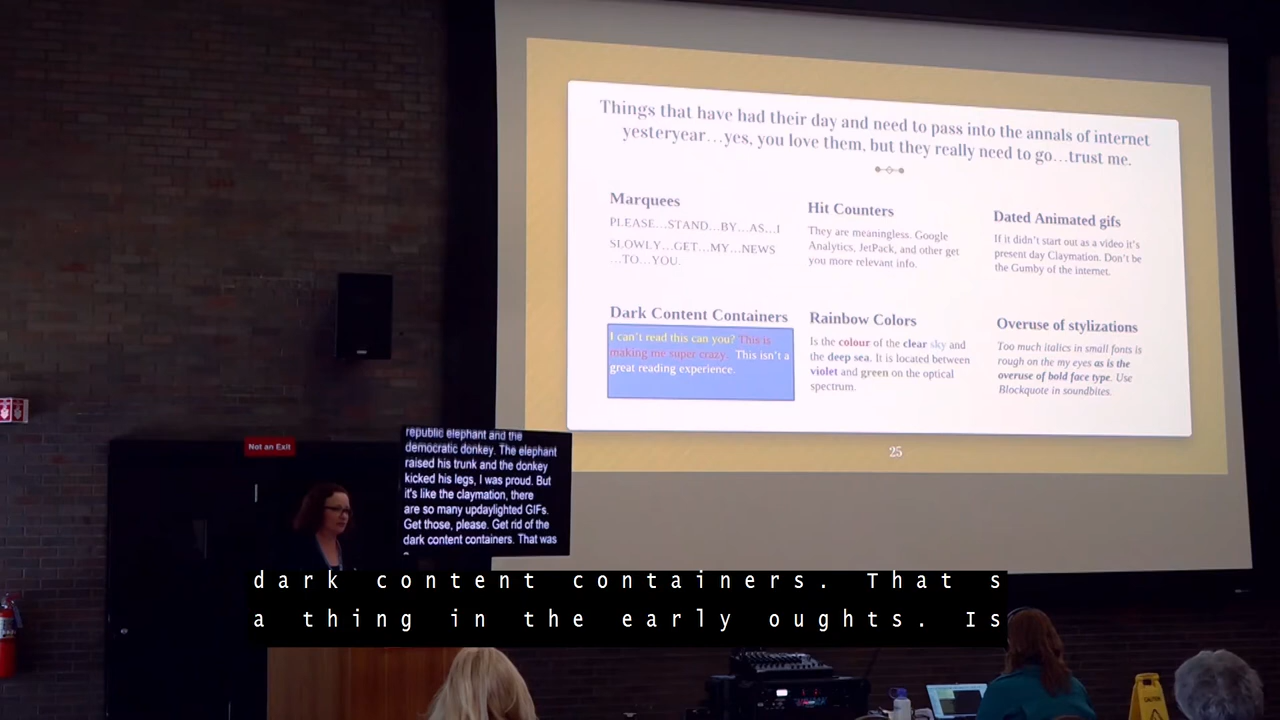 Things that have had their day and need to pass into the annals of internet
yesteryear…yes, you love them, but they really need to go…trust me.
Marquees
PLEASE…STAND…BY…AS…I
SLOWLY…GET…MY…NEWS
…TO…YOU.
Hit Counters
They are meaningless. Google
Analytics, JetPack, and other get
you more relevant info.
Dated Animated gifs
If it didn't start out as a video it's
present day Claymation. Don't be
the Gumby of the internet.
Dark Content Containers
I can't read this can you? This is
making me super crazy. This isn't a
great reading experience.
Rainbow Colors
Is the colour of the clear sky and
the deep sea. It is located between
violet and green on the optical
spectrum.
Overuse of stylizations
Too much italics in small fonts is
rough on the my eyes as is the
overuse of bold face type. Use
Blockquote in soundbites.
25
Not an Exit
republic elephant and the
democratic donkey. The elephant
raised his trunk and the donkey
kicked his legs, I was proud. But
it's like the claymation, there
are so many updaylighted GIFs.
Get those, please. Get rid of the
dark content containers. That was
dark content containers. That s
a thing in the early oughts. Is
CAUTION